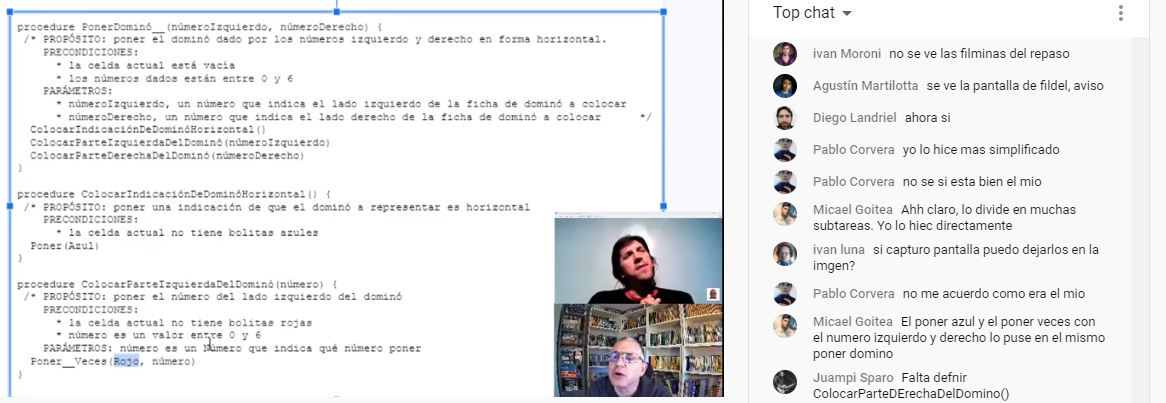 procedure PonerDominó__(númeroIzquierdo, númeroDerecho) {
/* PROPÓSITO: poner el dominó dado por los números izquierdo y derecho en forma horizontal.
PRECONDICIONES:
* la celda actual está vacía
* los números dados están entre 0 y 6
PARÁMETROS:
* númeroIzquierdo, un número que indica el lado izquierdo de la ficha de dominó a colocar
* númeroDerecho, un número que indica el lado derecho de la ficha de dominó a colocar */
ColocarIndicaciónDeDominóHorizontal()
ColocarParteIzquierdaDelDominó(númeroIzquierdo)
ColocarParteDerechaDelDominó(númeroDerecho)
}
procedure ColocarIndicaciónDeDominóHorizontal() {
/* PROPÓSITO: poner una indicación de que el dominó a representar es horizontal
PRECONDICIONES:
* la celda actual no tiene bolitas azules
Poner(Azul)
}
procedure ColocarParteIzquierdaDelDominó(número) {
/* PROPÓSITO: poner el número del lado izquierdo del dominó
PRECONDICIONES:
* la celda actual no tiene bolitas rojas
* número es un valor entre 0 y 6
PARÁMETROS: número es un Número que indica qué número poner
Poner__Veces(Rojo, número)
}
Top chat
ivan Moroni no se ve las filminas del repaso
Agustín Martilotta se ve la pantalla de fildel, aviso
Diego Landriel ahora si
Pablo Corvera yo lo hice mas simplificado
Pablo Corvera no se si esta bien el mio
Micael Goitea Ahh claro, lo divide en muchas
subtareas. Yo lo hiec directamente
ivan luna si capturo pantalla puedo dejarlos en la
imgen?
Pablo Corvera no me acuerdo como era el mio
Micael Goitea El poner azul y el poner veces con
el numero izquierdo y derecho lo puse en el mismo
poner domino
Juampi Sparo Falta defnir
ColocarParteDErechaDelDomino()